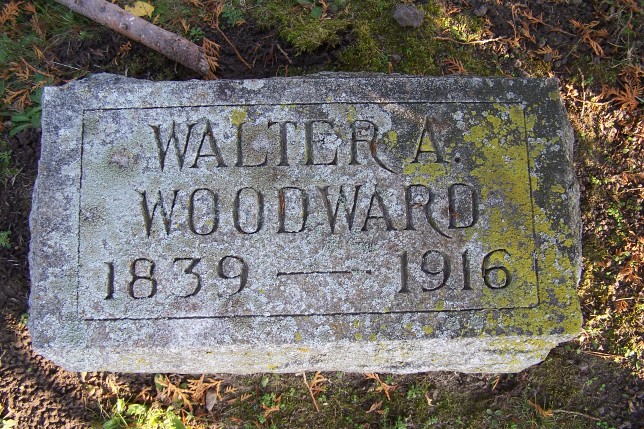 WALTER A.
WOODWARD
1839 — 1916